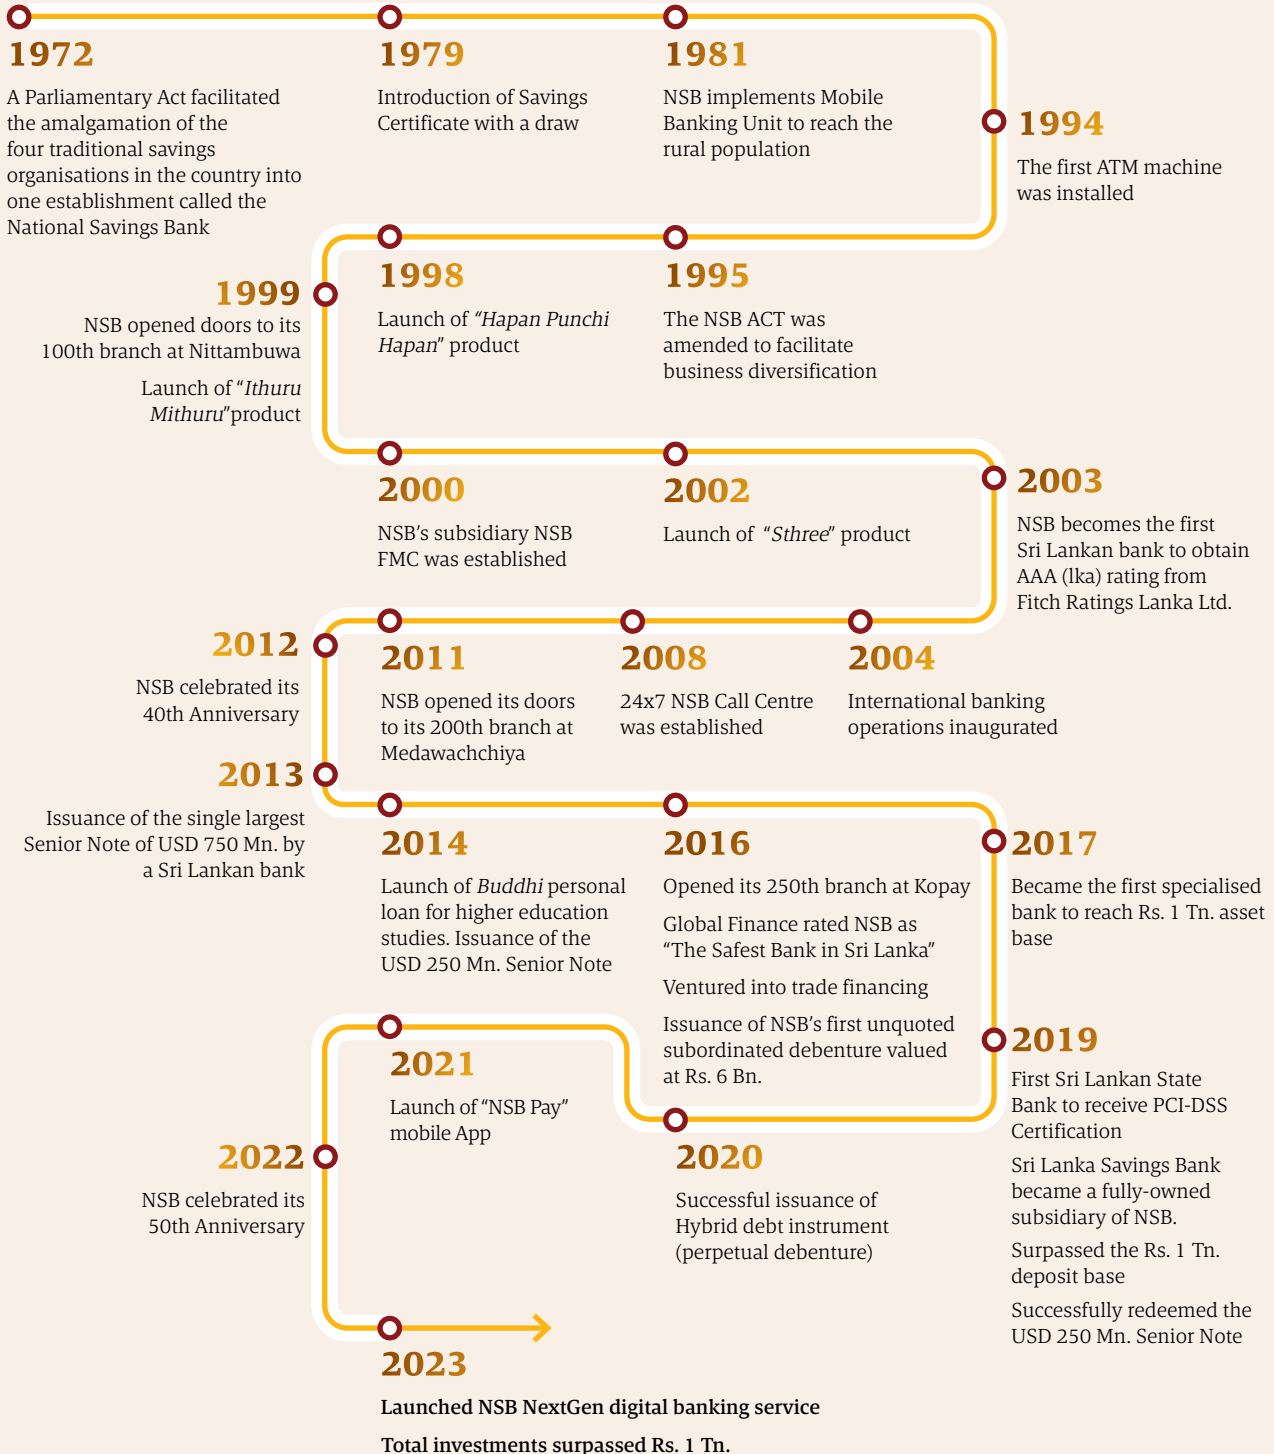 1972
A Parliamentary Act facilitated
the amalgamation of the
four traditional savings
organisations in the country into
one establishment called the
National Savings Bank
1979
Introduction of Savings
Certificate with a draw
1981
NSB implements Mobile
Banking Unit to reach the
rural population
1994
The first ATM machine
was installed
1995
The NSB ACT was
amended to facilitate
business diversification
1998
Launch of “Hapan Punchi
Hapan” product
1999
NSB opened doors to its
100th branch at Nittambuwa
Launch of “Ithuru
Mithuru”product
2000
NSB’s subsidiary NSB
FMC was established
2002
Launch of “Sthree” product
2003
NSB becomes the first
Sri Lankan bank to obtain
AAA (lka) rating from
Fitch Ratings Lanka Ltd.
2004
International banking
operations inaugurated
2008
24x7 NSB Call Centre
was established
2011
NSB opened its doors
to its 200th branch at
Medawachchiya
2012
NSB celebrated its
40th Anniversary
2013
Issuance of the single largest
Senior Note of USD 750 Mn. by
a Sri Lankan bank
2014
Launch of Buddhi personal
loan for higher education
studies. Issuance of the
USD 250 Mn. Senior Note
2016
Opened its 250th branch at Kopay
Global Finance rated NSB as
“The Safest Bank in Sri Lanka”
Ventured into trade financing
Issuance of NSB’s first unquoted
subordinated debenture valued
at Rs. 6 Bn.
2017
Became the first specialised
bank to reach Rs. 1 Tn. asset
base
2019
First Sri Lankan State
Bank to receive PCI-DSS
Certification
Sri Lanka Savings Bank
became a fully-owned
subsidiary of NSB.
Surpassed the Rs. 1 Tn.
deposit base
Successfully redeemed the
USD 250 Mn. Senior Note
2020
Successful issuance of
Hybrid debt instrument
(perpetual debenture)
2021
Launch of “NSB Pay”
mobile App
2022
NSB celebrated its
50th Anniversary
2023
Launched NSB NextGen digital banking service
Total investments surpassed Rs. 1 Tn.